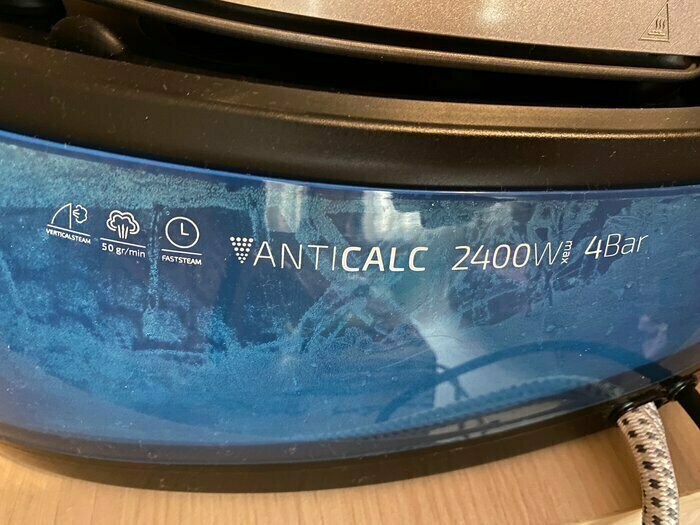 VERTICALSTEAM
50 gr/min
FASTSTEAM
ANTICALC 2400W max 4Bar